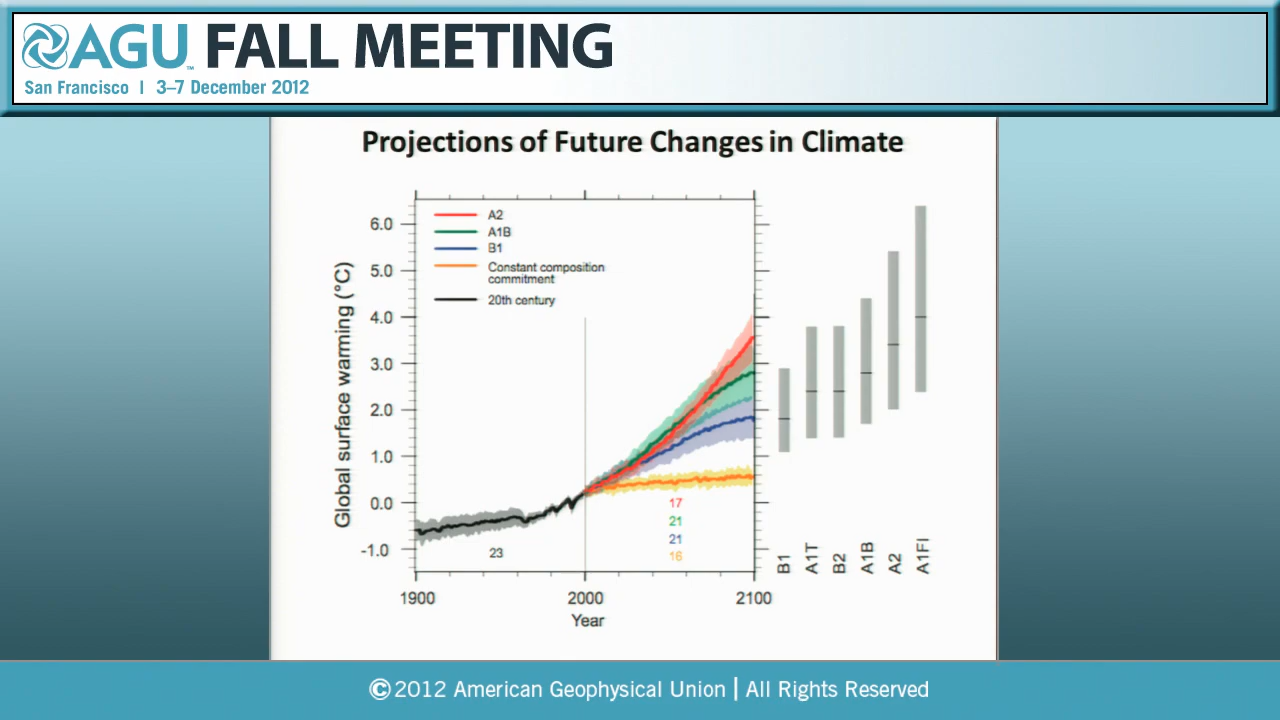 AGU™ FALL MEETING
San Francisco | 3–7 December 2012
Projections of Future Changes in Climate
A2
A1B
B1
Constant composition
commitment
20th century
6.0
5.0
4.0
3.0
2.0
1.0
0.0
-1.0
Global surface warming (°C)
23
17
21
21
16
1900
2000
2100
Year
B1
A1T
B2
A1B
A2
A1FI
©2012 American Geophysical Union | All Rights Reserved